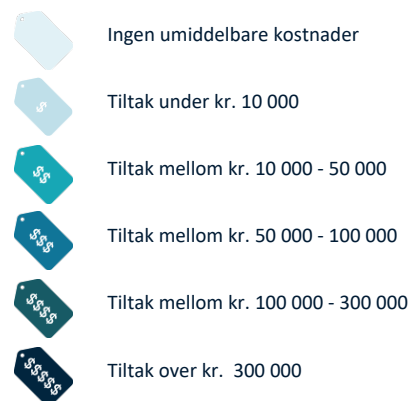 Ingen umiddelbare kostnader
$ Tiltak under kr. 10 000
$$ Tiltak mellom kr. 10 000 - 50 000
$$$ Tiltak mellom kr. 50 000 - 100 000
$$$$ Tiltak mellom kr. 100 000 - 300 000
$$$$$ Tiltak over kr. 300 000